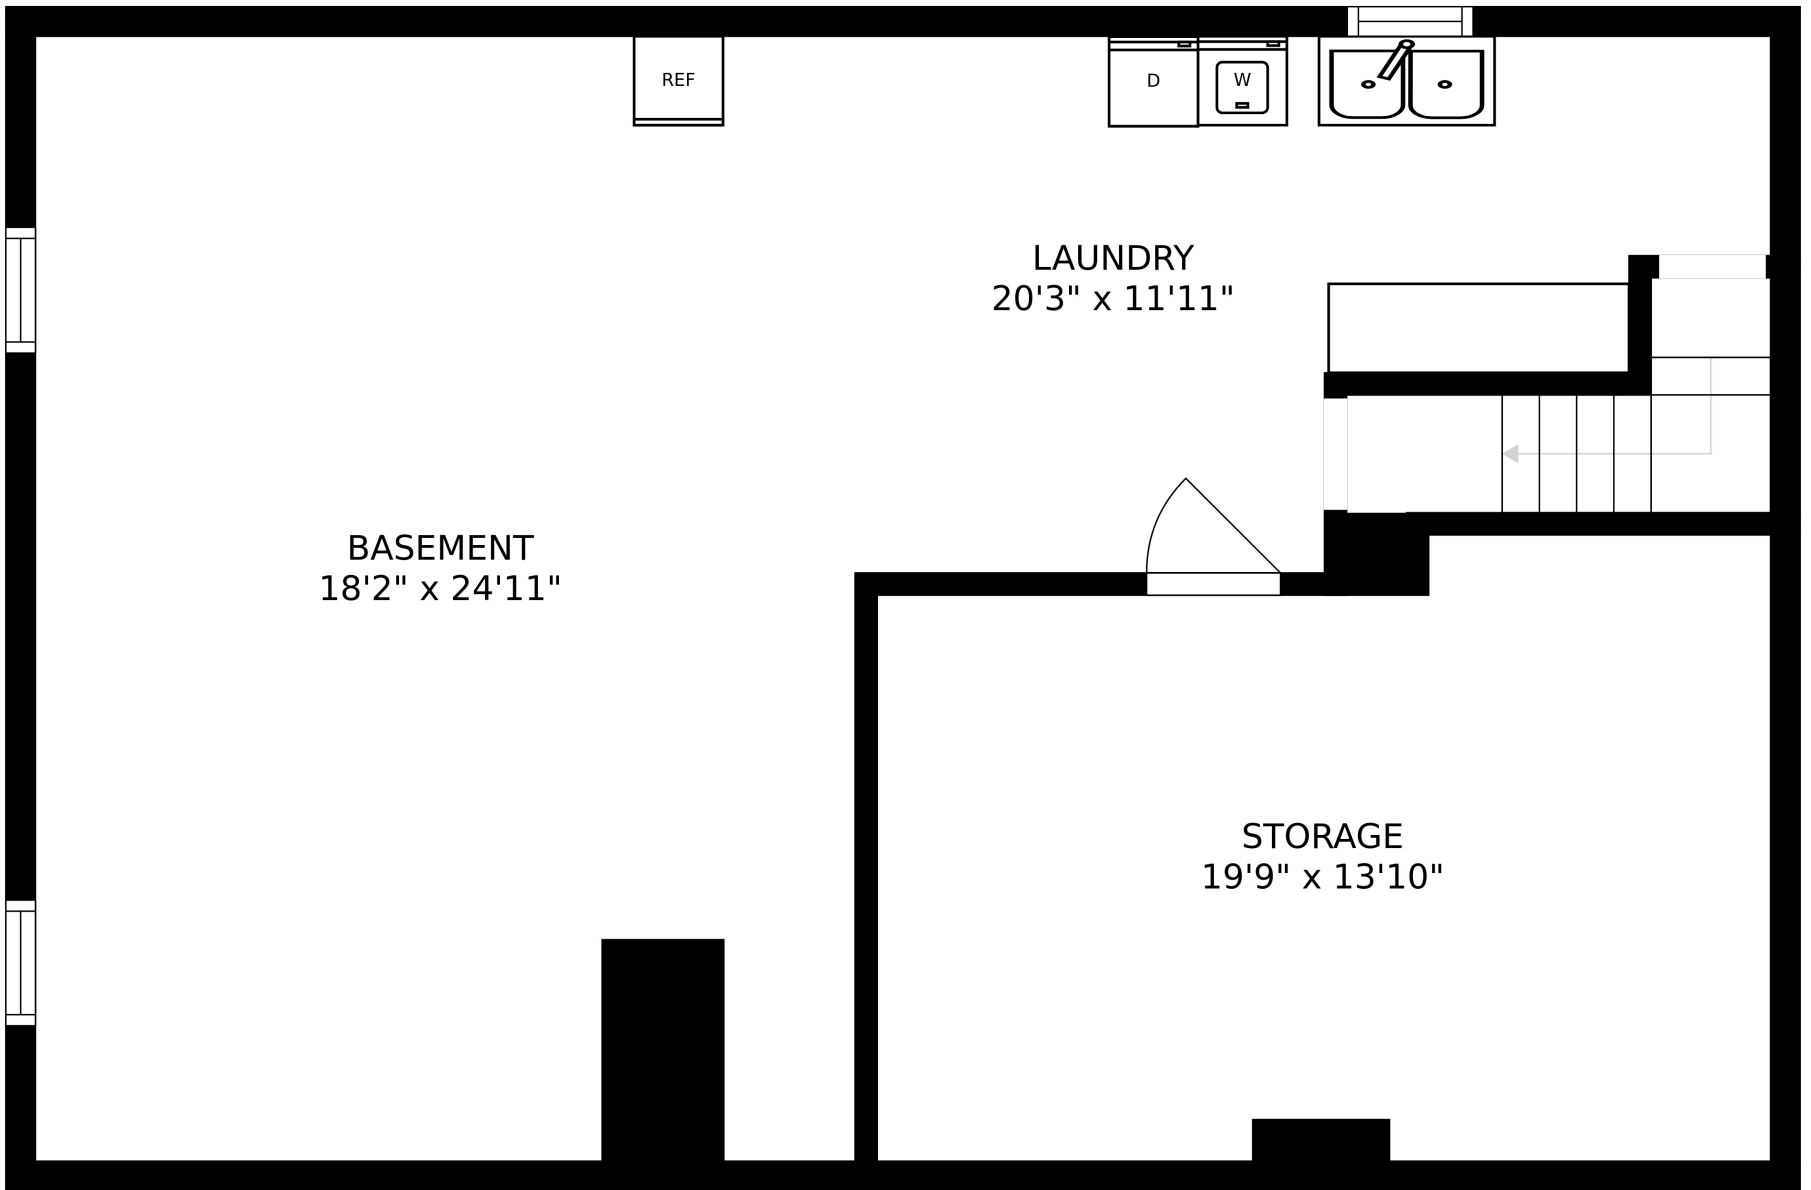 REF
D
W
LAUNDRY
20'3" x 11'11"
BASEMENT
18'2" x 24'11"
STORAGE
19'9" x 13'10"